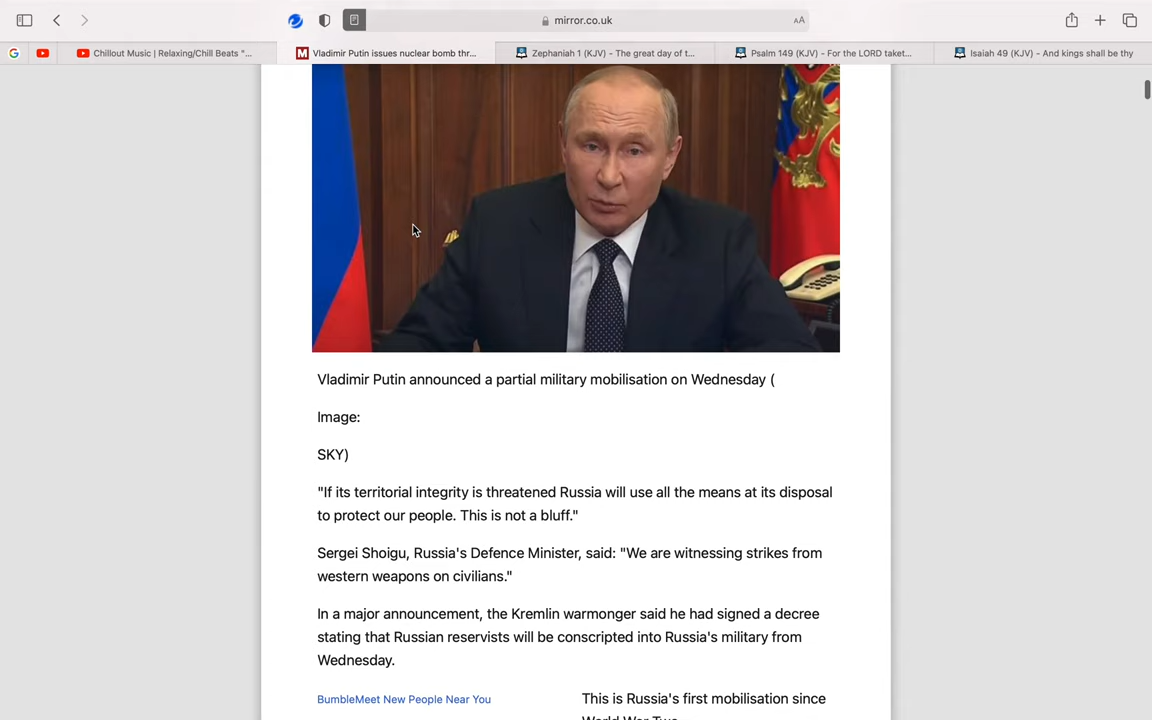 mirror.co.uk
AA
G
Chillout Music | Relaxing/Chill Beats "...
M
Vladimir Putin issues nuclear bomb thr...
Zephaniah 1 (KJV) - The great day of t...
Psalm 149 (KJV) - For the LORD taket...
Isaiah 49 (KJV) - And kings shall be thy
Vladimir Putin announced a partial military mobilisation on Wednesday (
Image:
SKY)
"If its territorial integrity is threatened Russia will use all the means at its disposal
to protect our people. This is not a bluff."
Sergei Shoigu, Russia's Defence Minister, said: "We are witnessing strikes from
western weapons on civilians."
In a major announcement, the Kremlin warmonger said he had signed a decree
stating that Russian reservists will be conscripted into Russia's military from
Wednesday.
BumbleMeet New People Near You
This is Russia's first mobilisation since
World War Two